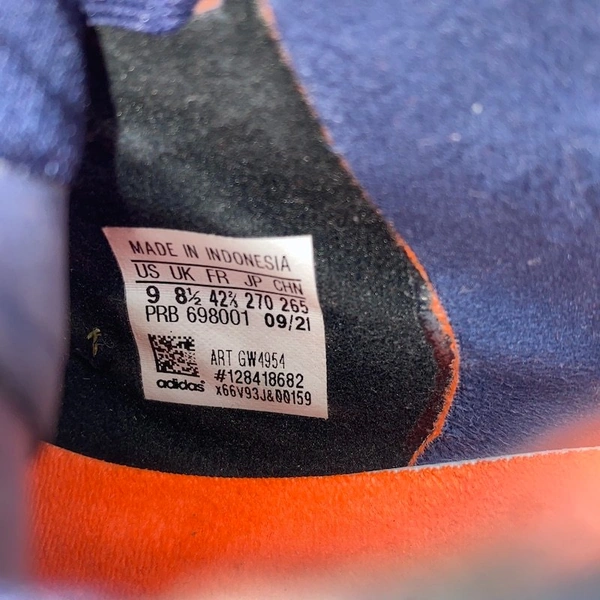 MADE IN INDONESIA
US UK FR JP CHN
9 8½ 42⅔ 270 265
PRB 698001 09/21
ART GW4954
#128418682
adidas®
x66V93J&00159